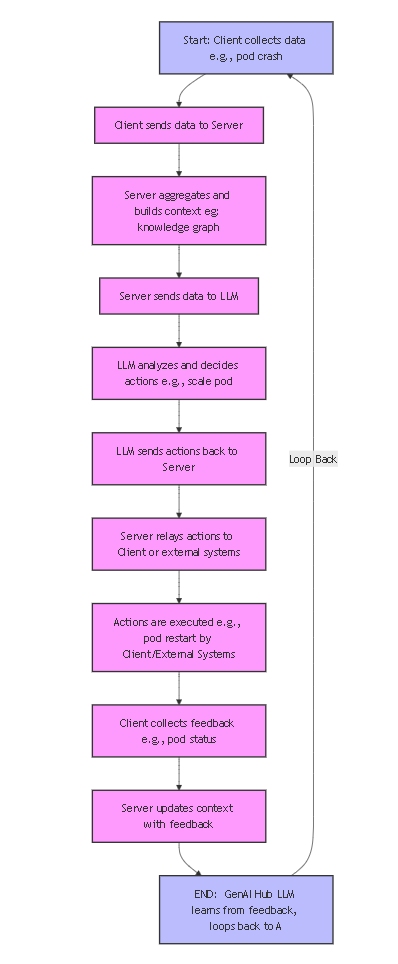 Start: Client collects data
e.g., pod crash
Client sends data to Server
Server aggregates and
builds context eg:
knowledge graph
Server sends data to LLM
LLM analyzes and decides
actions e.g., scale pod
LLM sends actions back to
Server
Loop Back
Server relays actions to
Client or external systems
Actions are executed e.g.,
pod restart by
Client/External Systems
Client collects feedback
e.g., pod status
Server updates context
with feedback
END: GenAI Hub LLM
learns from feedback,
loops back to A